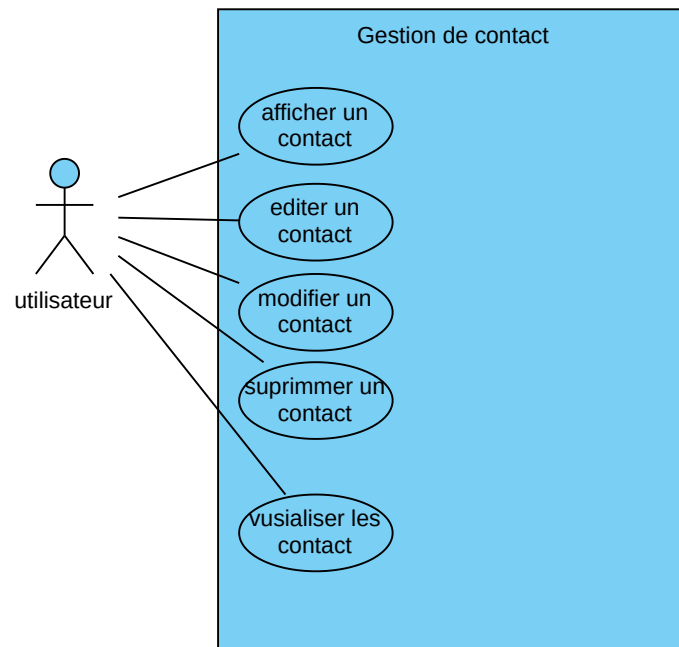 Gestion de contact
afficher un
contact
editer un
contact
utilisateur
modifier un
contact
suprimmer un
contact
vusialiser les
contact